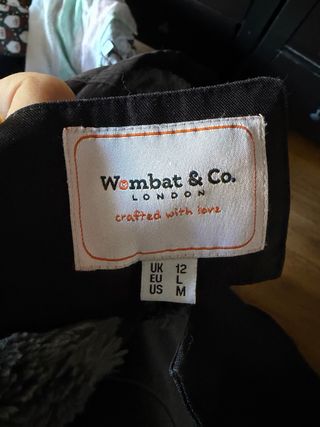 Wombat & Co.
LONDON
crafted with love
UK 12
EU L
US M